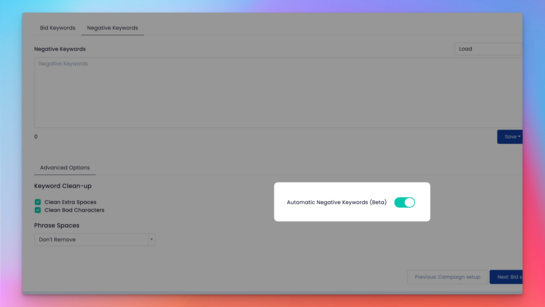 Bid Keywords Negative Keywords
Negative Keywords Load
Negative Keywords
0
Save
Advanced Options
Keyword Clean-up
Automatic Negative Keywords (Beta)
Clean Extra Spaces
Clean Bad Characters
Phrase Spaces
Don't Remove
Previous: Campaign setup Next: Bid